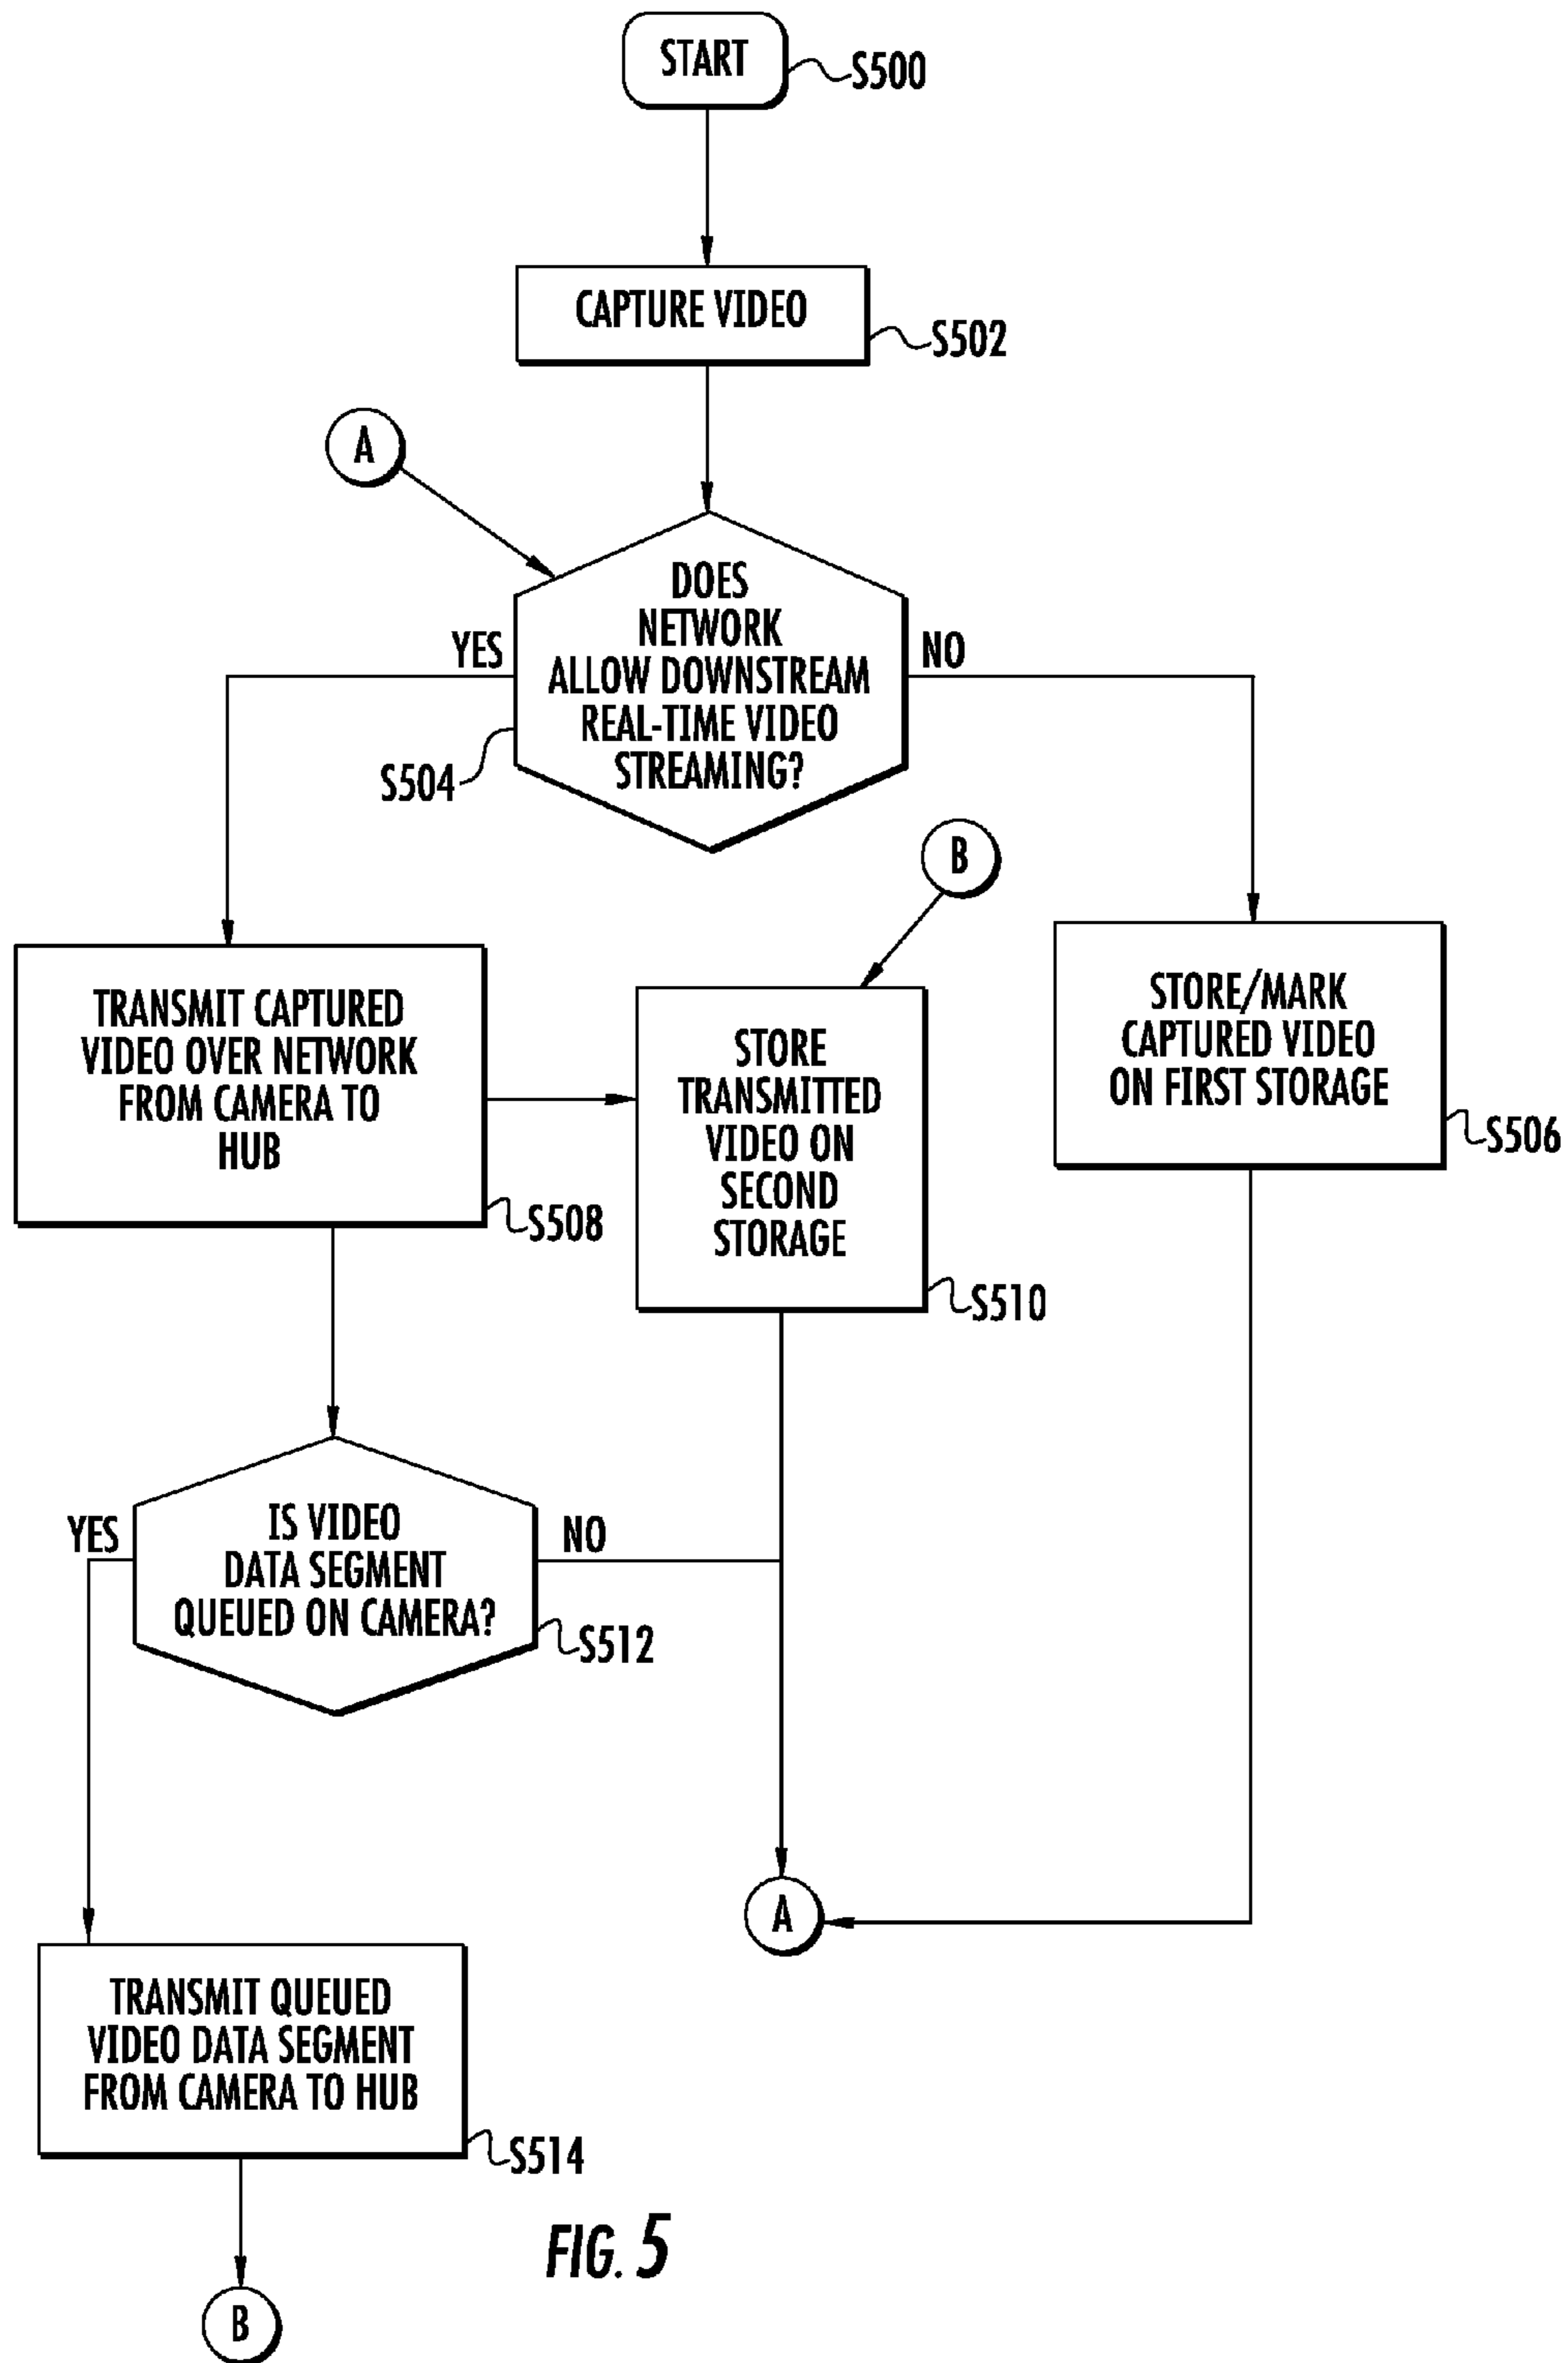 START
S500
CAPTURE VIDEO
S502
A
DOES
NETWORK
ALLOW DOWNSTREAM
REAL-TIME VIDEO
STREAMING?
YES
NO
S504
B
TRANSMIT CAPTURED
VIDEO OVER NETWORK
FROM CAMERA TO
HUB
S508
STORE
TRANSMITTED
VIDEO ON
SECOND
STORAGE
S510
STORE/MARK
CAPTURED VIDEO
ON FIRST STORAGE
S506
YES
IS VIDEO
DATA SEGMENT
QUEUED ON CAMERA?
NO
S512
A
TRANSMIT QUEUED
VIDEO DATA SEGMENT
FROM CAMERA TO HUB
S514
B
FIG. 5